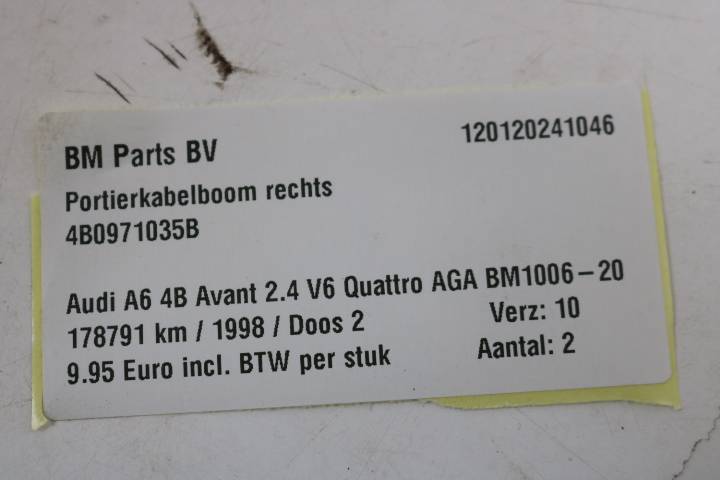 BM Parts BV 120120241046
Portierkabelboom rechts
4B0971035B
Audi A6 4B Avant 2.4 V6 Quattro AGA BM1006-20
178791 km / 1998 / Doos 2 Verz: 10
9.95 Euro incl. BTW per stuk Aantal: 2